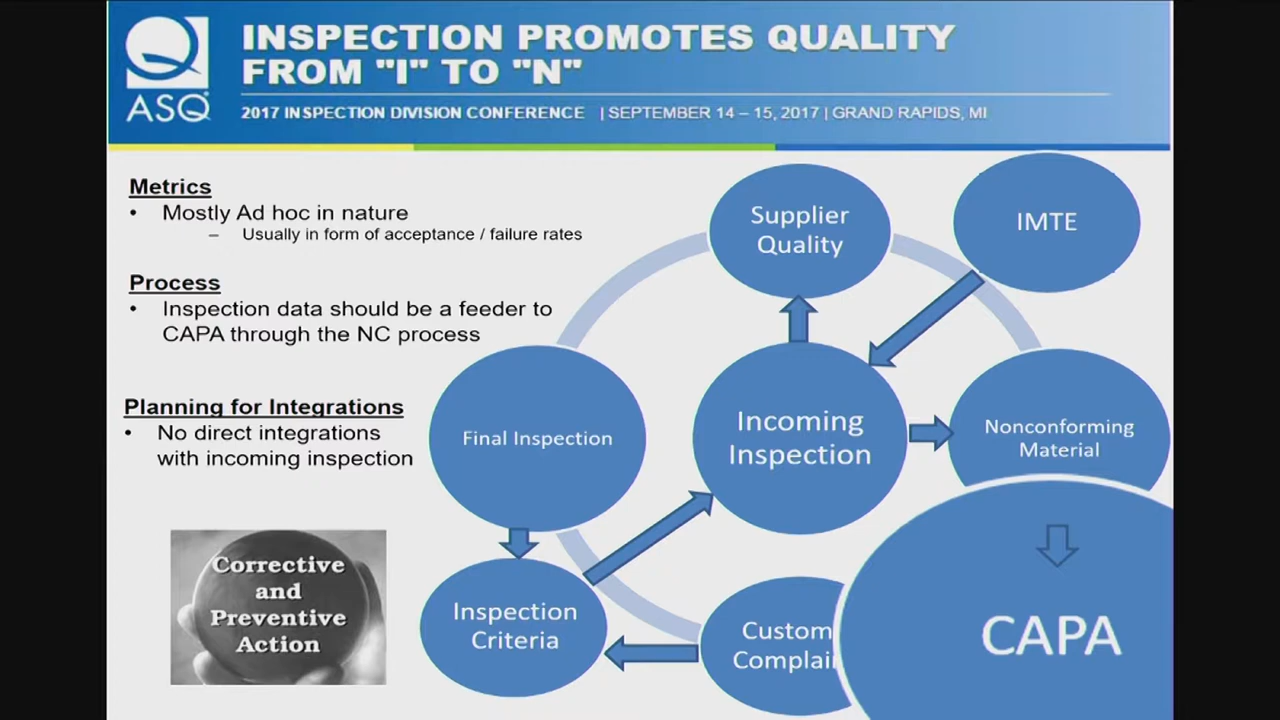 INSPECTION PROMOTES QUALITY
FROM "I" TO "N"
ASQ
2017 INSPECTION DIVISION CONFERENCE | SEPTEMBER 14 – 15, 2017 | GRAND RAPIDS, MI
Metrics
• Mostly Ad hoc in nature
– Usually in form of acceptance / failure rates
Process
• Inspection data should be a feeder to
CAPA through the NC process
Planning for Integrations
• No direct integrations
with incoming inspection
Corrective
and
Preventive
Action
Supplier
Quality
IMTE
Final Inspection
Incoming
Inspection
Nonconforming
Material
Inspection
Criteria
Custom
Complai
CAPA